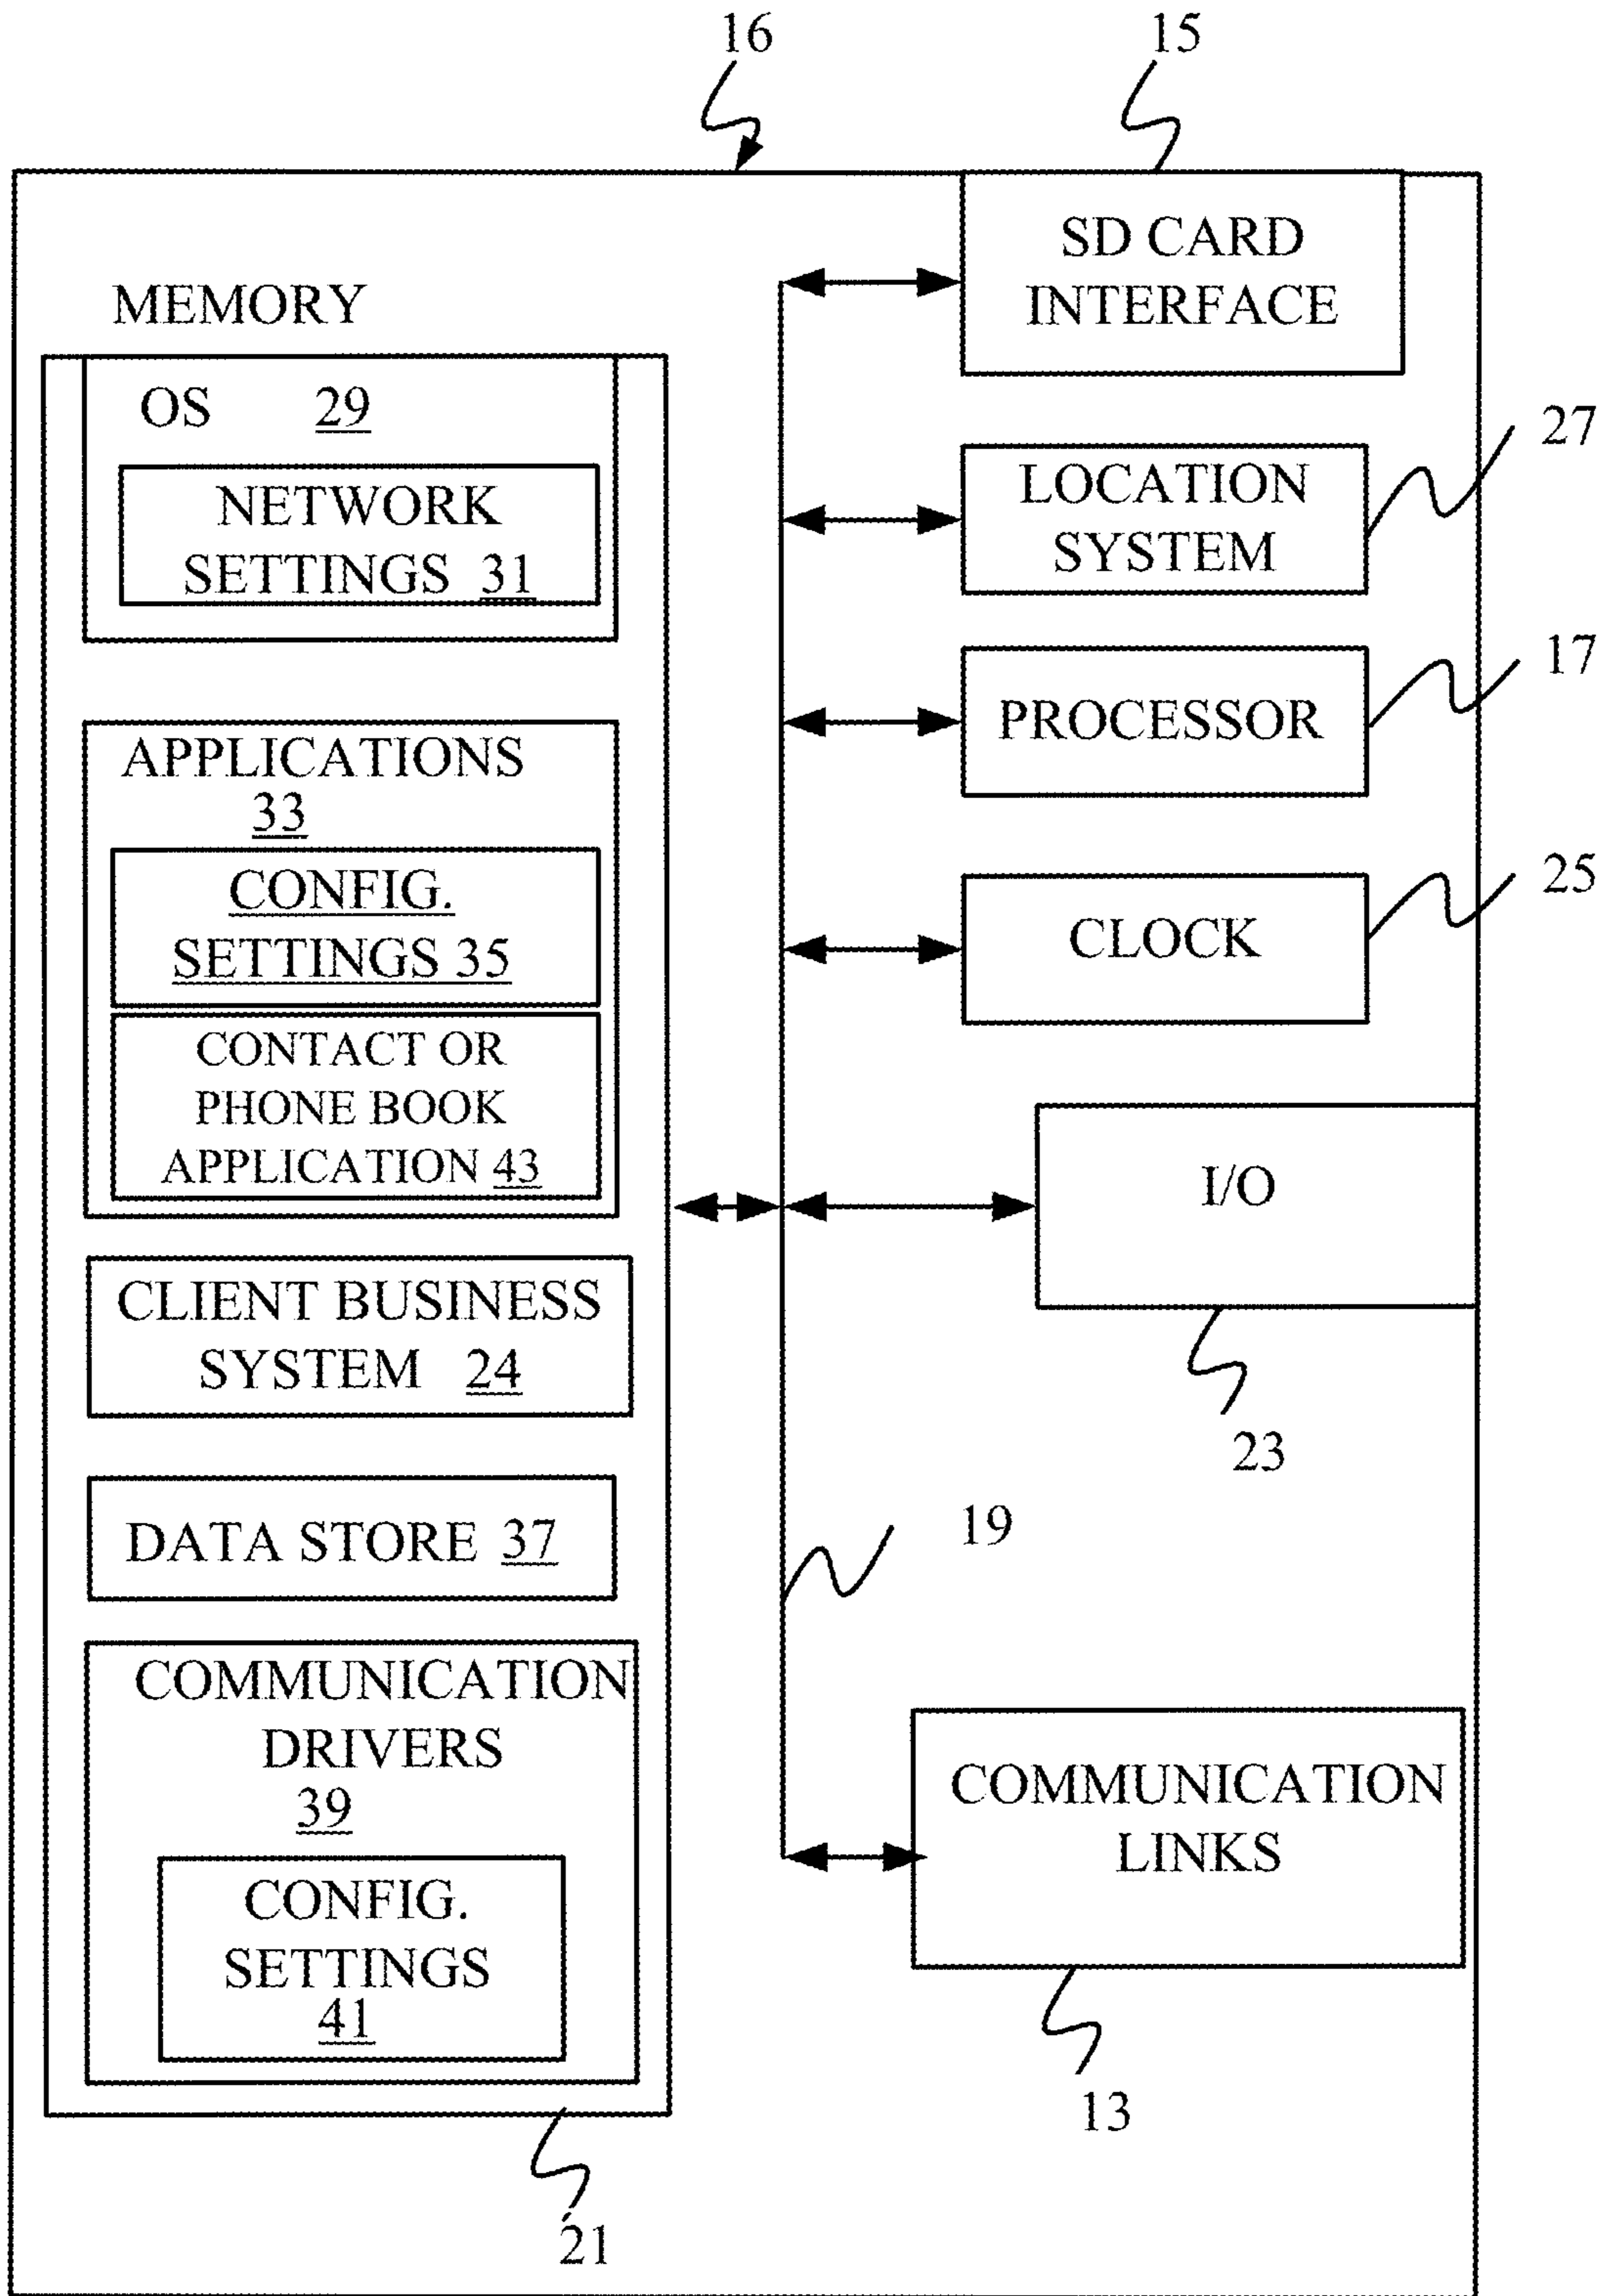 16
15
SD CARD
INTERFACE
MEMORY
OS 29
NETWORK
SETTINGS 31
27
LOCATION
SYSTEM
17
PROCESSOR
APPLICATIONS
33
CONFIG.
SETTINGS 35
25
CLOCK
CONTACT OR
PHONE BOOK
APPLICATION 43
I/O
23
CLIENT BUSINESS
SYSTEM 24
DATA STORE 37
19
COMMUNICATION
DRIVERS
39
CONFIG.
SETTINGS
41
COMMUNICATION
LINKS
13
21